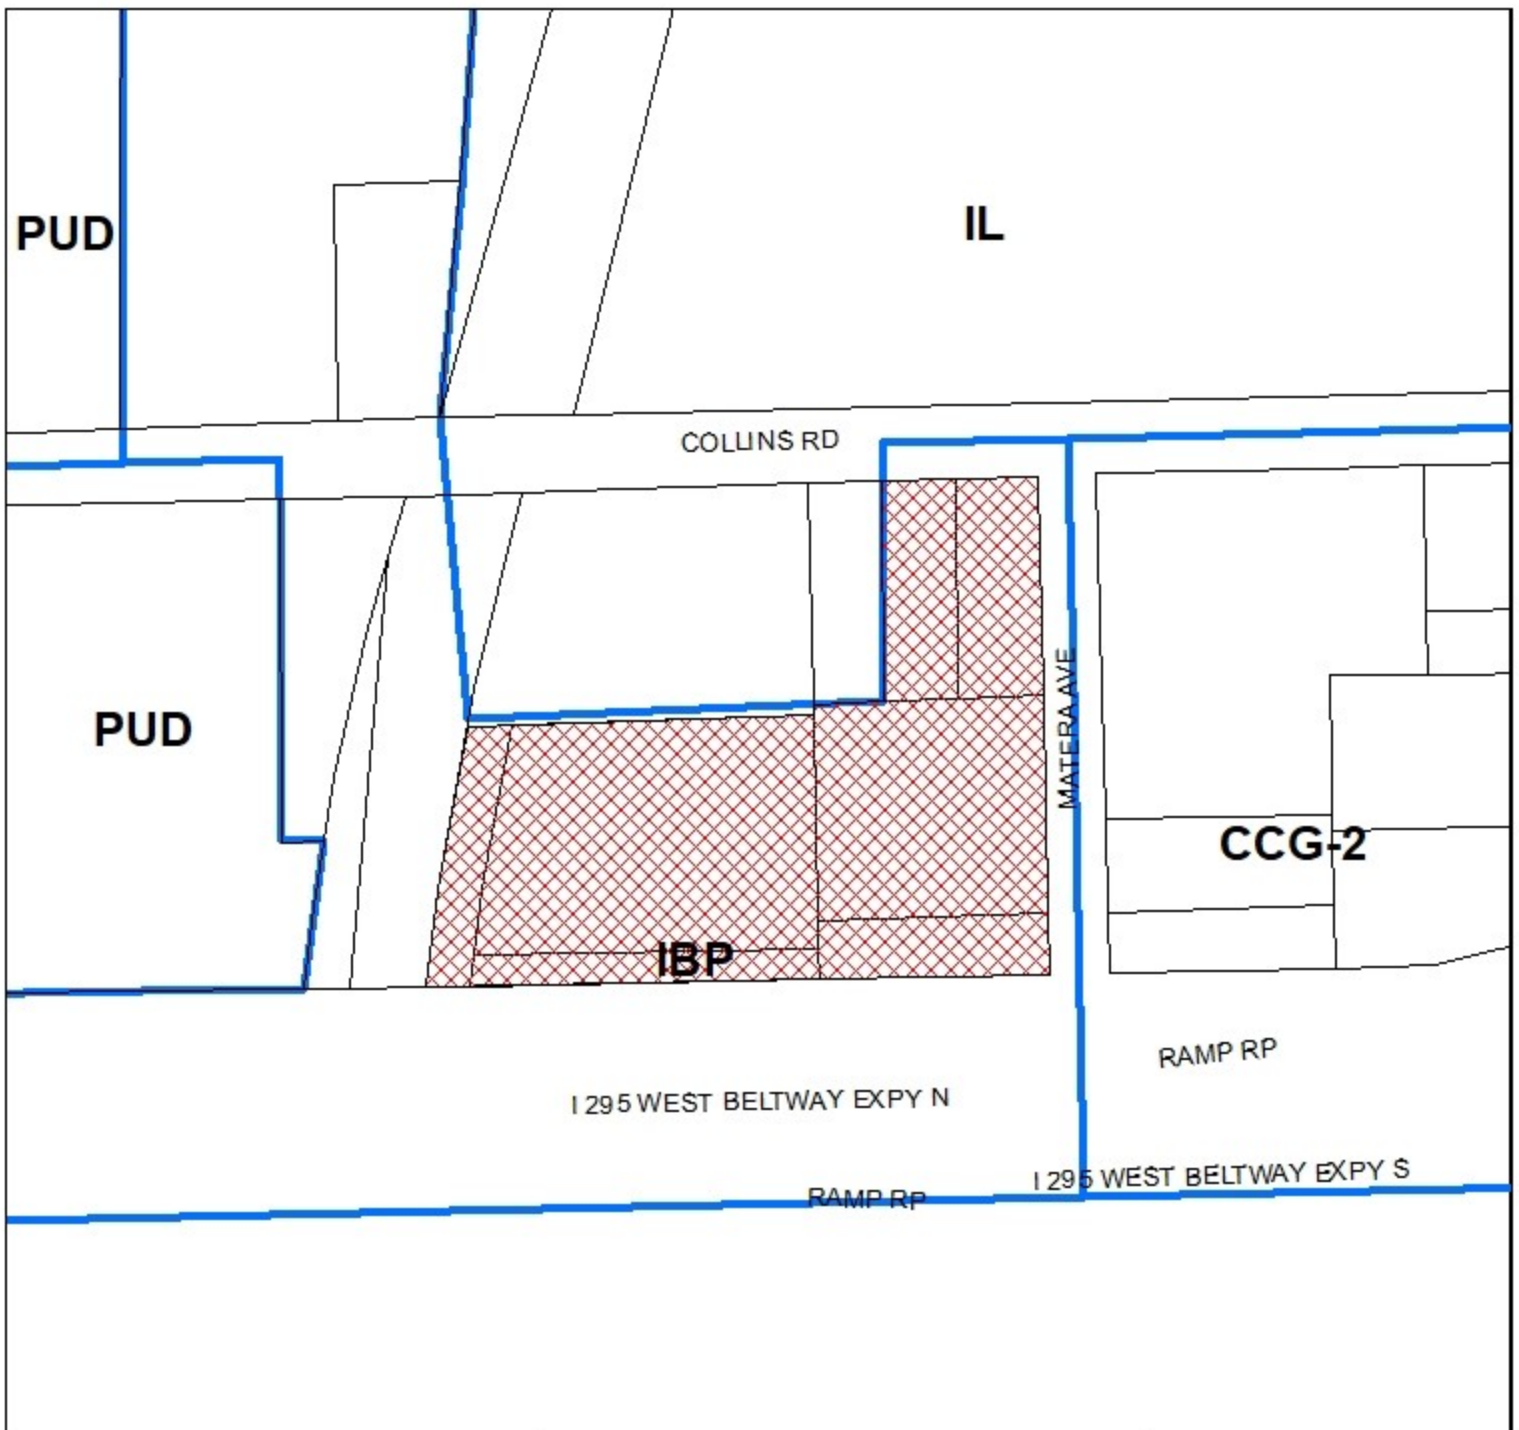 PUD
IL
COLLINS RD
MATERA AVE
PUD
CCG-2
IBP
RAMP RP
I 295 WEST BELTWAY EXPY N
I 295 WEST BELTWAY EXPY S
RAMP RP